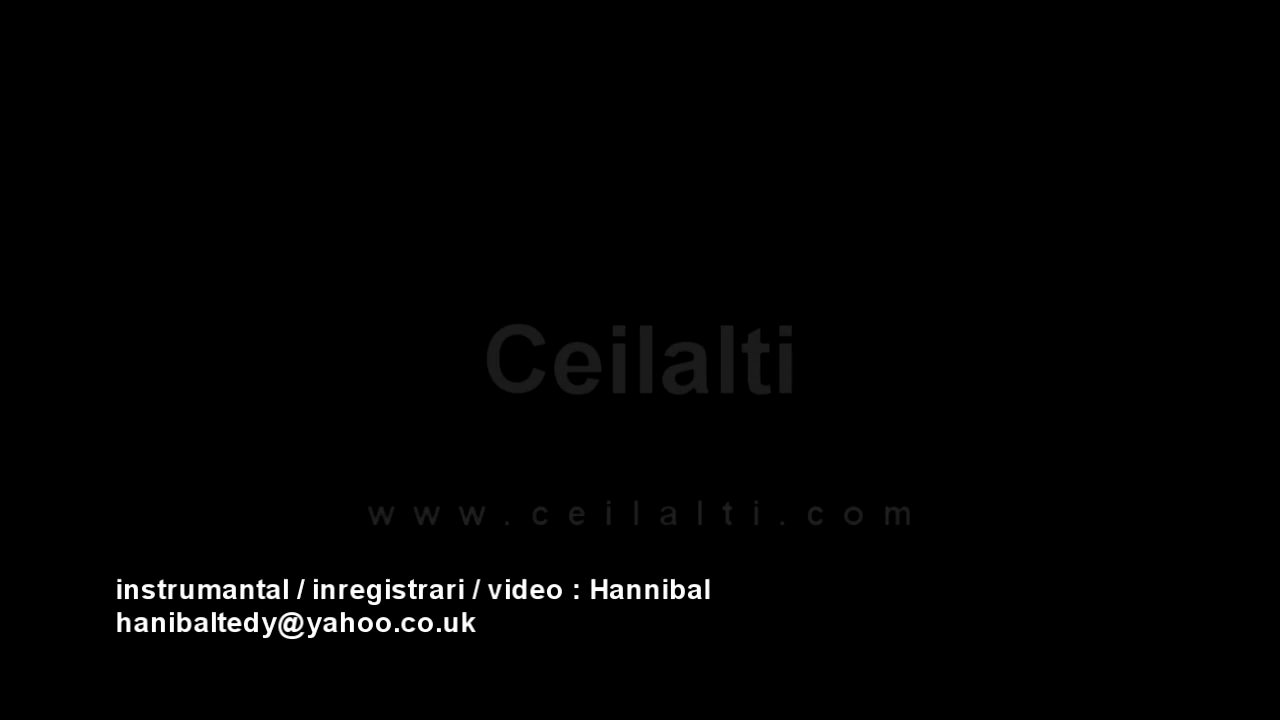 Ceilalti
www.ceilalti.com
instrumantal / inregistrari / video : Hannibal
hanibaltedy@yahoo.co.uk